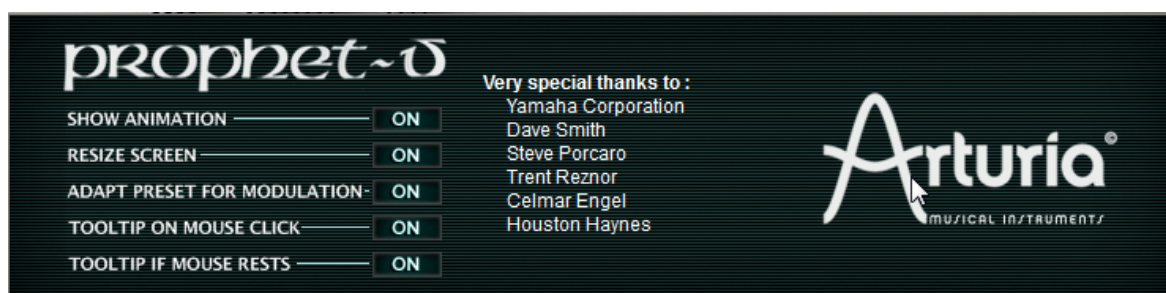 prophet~V
SHOW ANIMATION ON
RESIZE SCREEN ON
ADAPT PRESET FOR MODULATION ON
TOOLTIP ON MOUSE CLICK ON
TOOLTIP IF MOUSE RESTS ON
Very special thanks to :
Yamaha Corporation
Dave Smith
Steve Porcaro
Trent Reznor
Celmar Engel
Houston Haynes
Arturia©
MUSICAL INSTRUMENTS